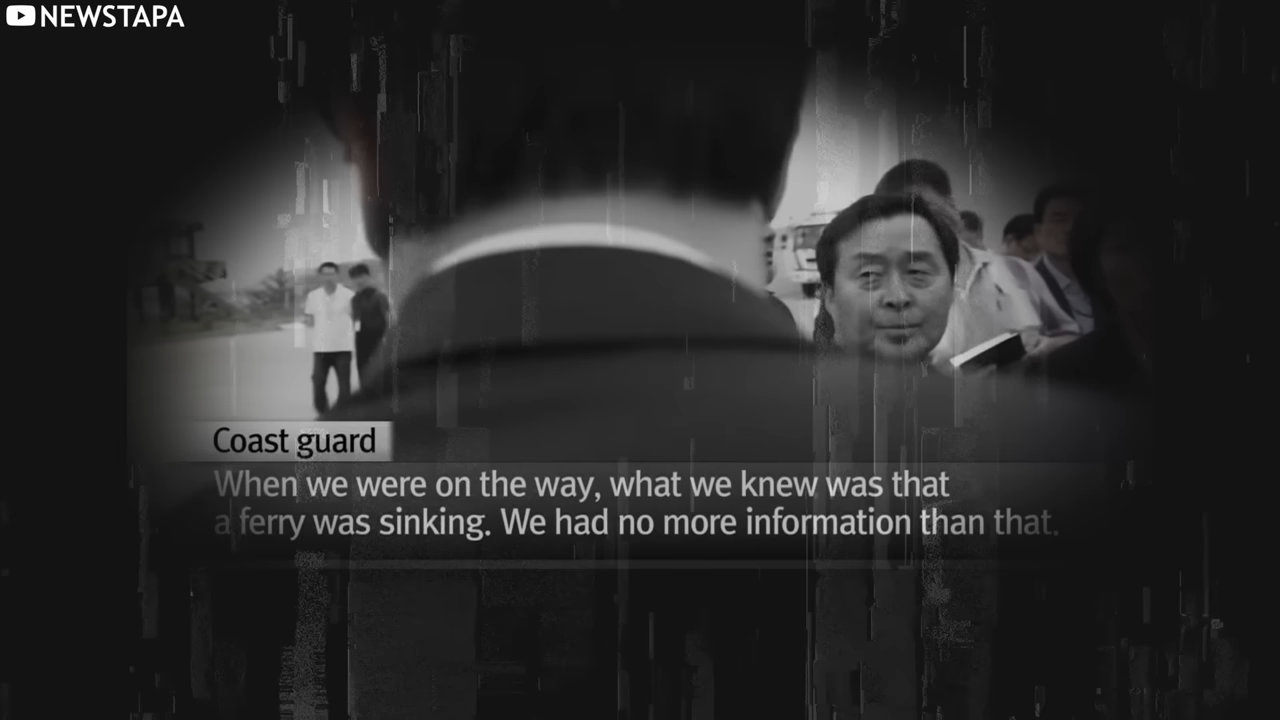 NEWSTAPA
Coast guard
When we were on the way, what we knew was that
a ferry was sinking. We had no more information than that.